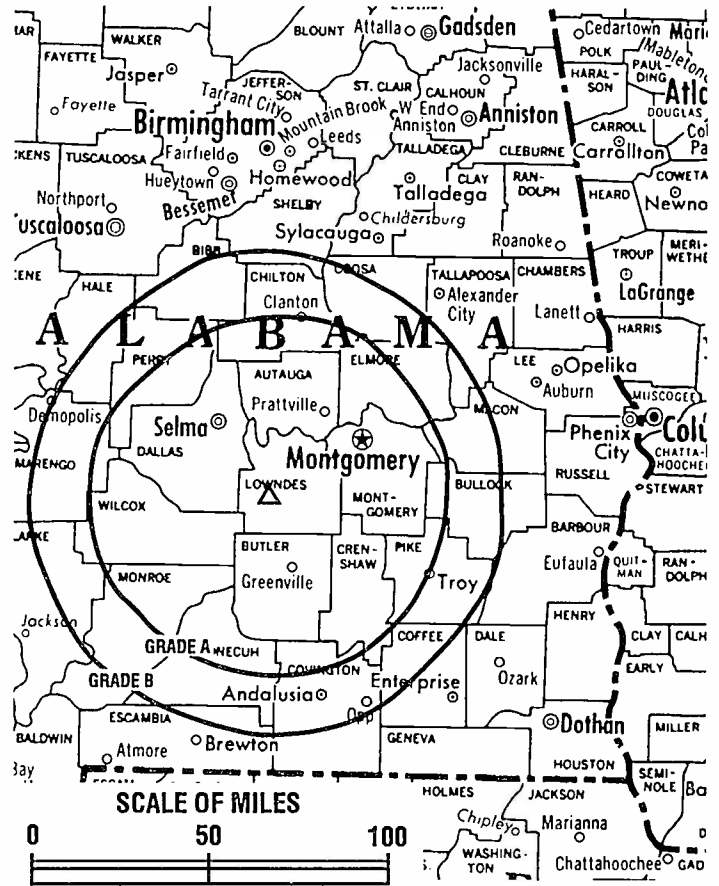 Attalla Gadsden
BLOUNT
Cedartown
POLK
WALKER
FAYETTE
Jasper
Jacksonville
HARAL-
SON
PAUL-
DING
Mableton
JEFFER-
SON
ST. CLAIR
CALHOUN
DOUGLAS
Fayette
Tarrant City
Mountain Brook
W End
Anniston
Anniston
Birmingham
Leeds
CARROLL
Carrollton
TUSCALOOSA
Fairfield
TALLADEGA
CLEBURNE
Hueytown
Homewood
CLAY
RAN-
DOLPH
HEARD
Northport
Bessemer
SHELBY
Talladega
Childersburg
Sylacauga
Roanoke
BIBB
TROUP
HALE
CHILTON
COOSA
TALLAPOOSA
CHAMBERS
LaGrange
Clanton
Alexander
City
Lanett
HARRIS
A L A B A M A
PERRY
ELMORE
LEE
Opelika
AUTAUGA
Auburn
Demopolis
Prattville
MACON
MUSCOGEE
Selma
Phenix
City
MARENGO
DALLAS
Montgomery
CHATTA-
HOOCHEE
LOWNDES
BULLOCK
RUSSELL
STEWART
WILCOX
MONT-
GOMERY
BARBOUR
BUTLER
CREN-
SHAW
PIKE
Eufaula
QUIT-
MAN
RAN-
DOLPH
MONROE
Greenville
Troy
HENRY
Jackson
COFFEE
DALE
CLAY
GRADE A
NECUH
EARLY
COVINGTON
GRADE B
Andalusia
Enterprise
Ozark
Opp
ESCAMBIA
Dothan
BALDWIN
Brewton
GENEVA
MILLER
Atmore
HOUSTON
SEMI-
NOLE
SCALE OF MILES
HOLMES
JACKSON
0 50 100
Chipley
Marianna
WASHING-
TON
Chattahoochee